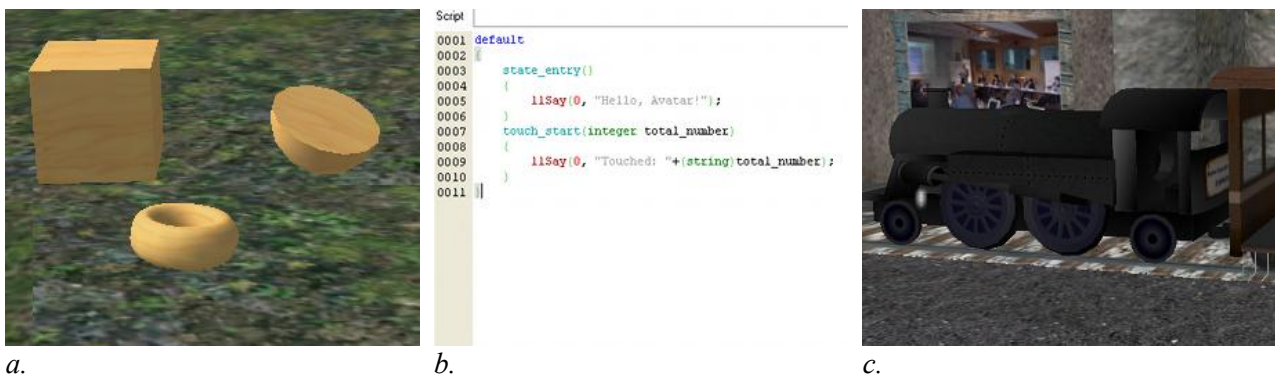 Script
0001 default
0002 {
0003 state_entry()
0004 {
0005 llSay(0, "Hello, Avatar!");
0006 }
0007 touch_start(integer total_number)
0008 {
0009 llSay(0, "Touched: "+(string)total_number);
0010 }
0011 }
a. b. c.